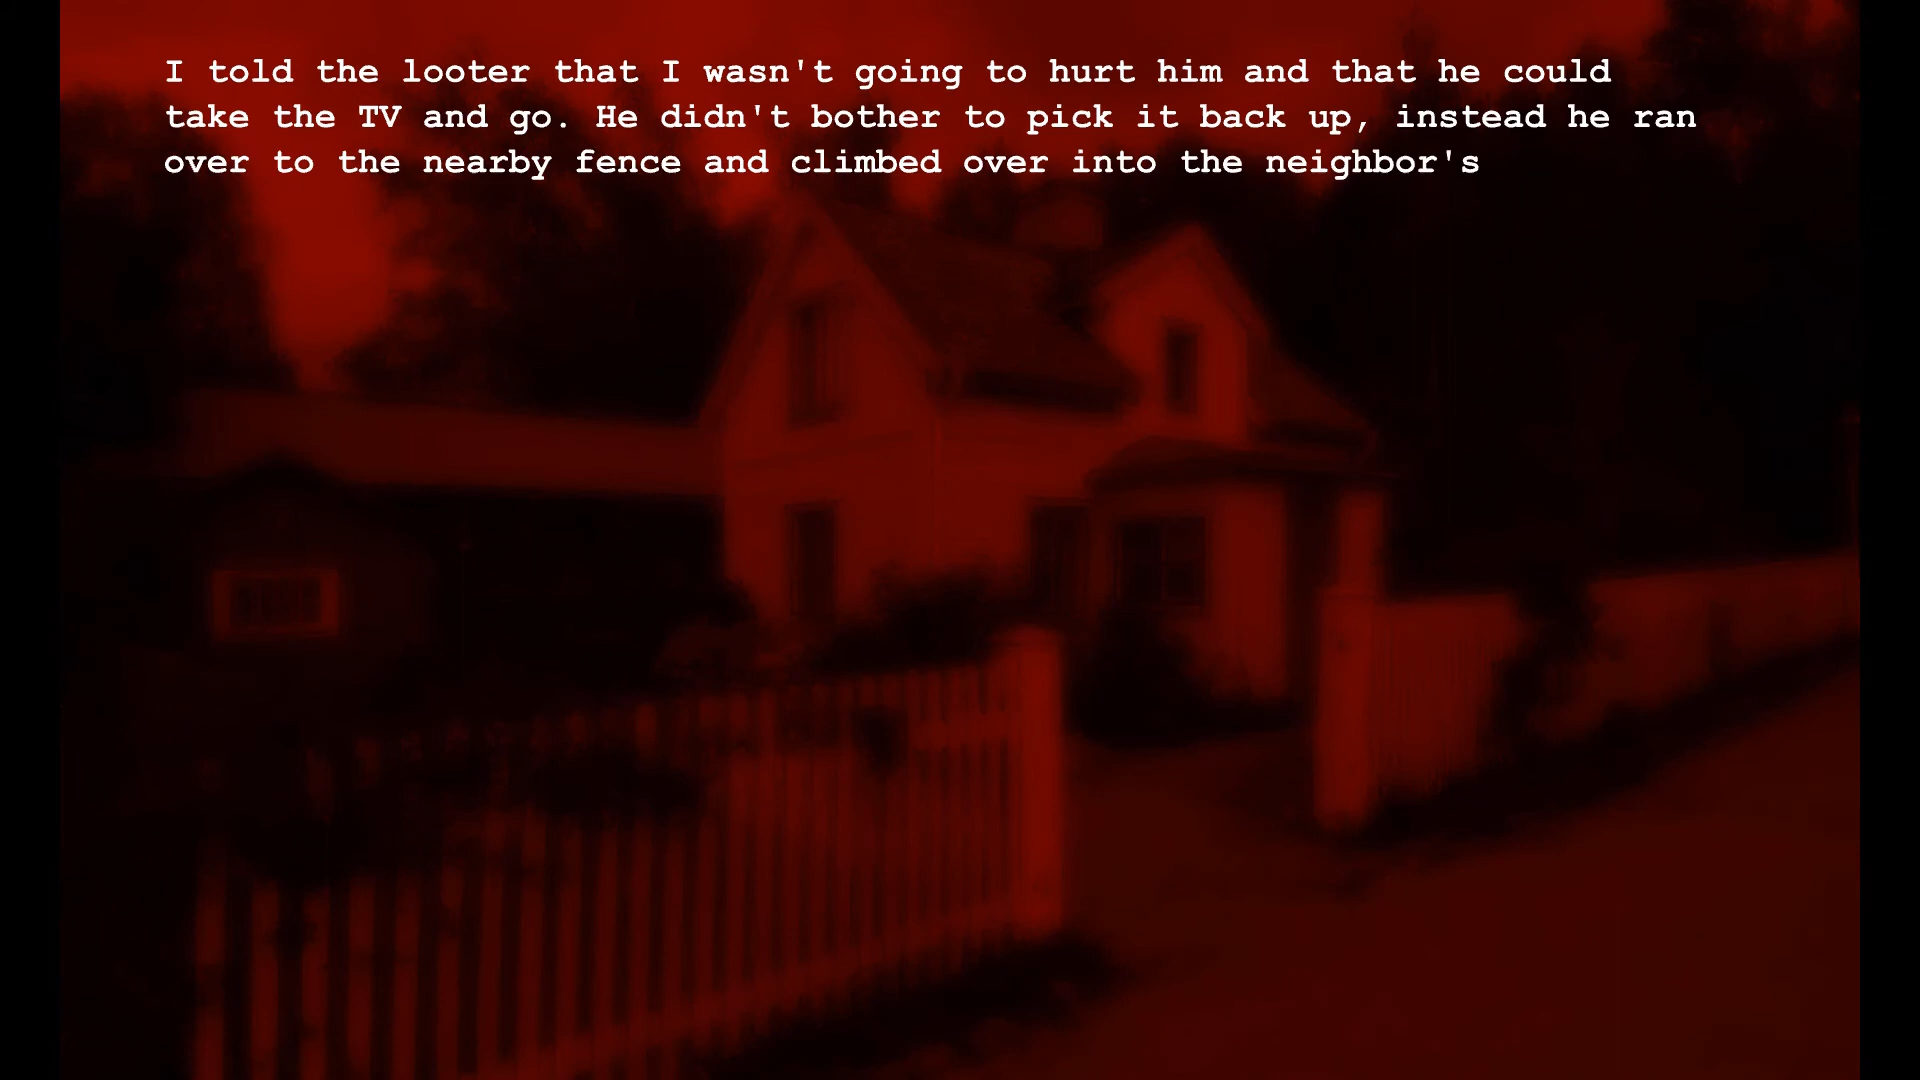 I told the looter that I wasn't going to hurt him and that he could
take the TV and go. He didn't bother to pick it back up, instead he ran
over to the nearby fence and climbed over into the neighbor's